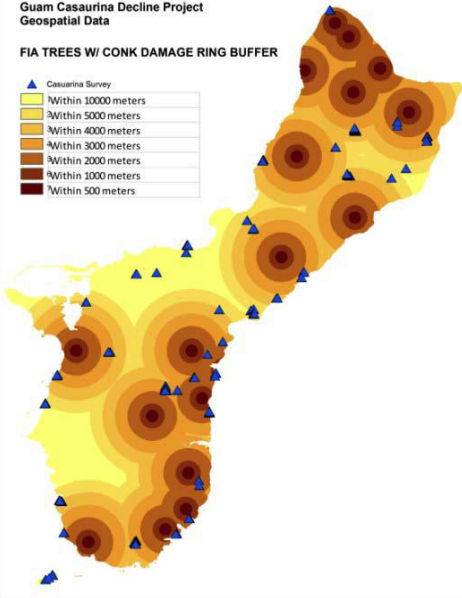 Guam Casaurina Decline Project
Geospatial Data
FIA TREES W/ CONK DAMAGE RING BUFFER
Casuarina Survey
¹Within 10000 meters
²Within 5000 meters
³Within 4000 meters
⁴Within 3000 meters
⁵Within 2000 meters
⁶Within 1000 meters
⁷Within 500 meters